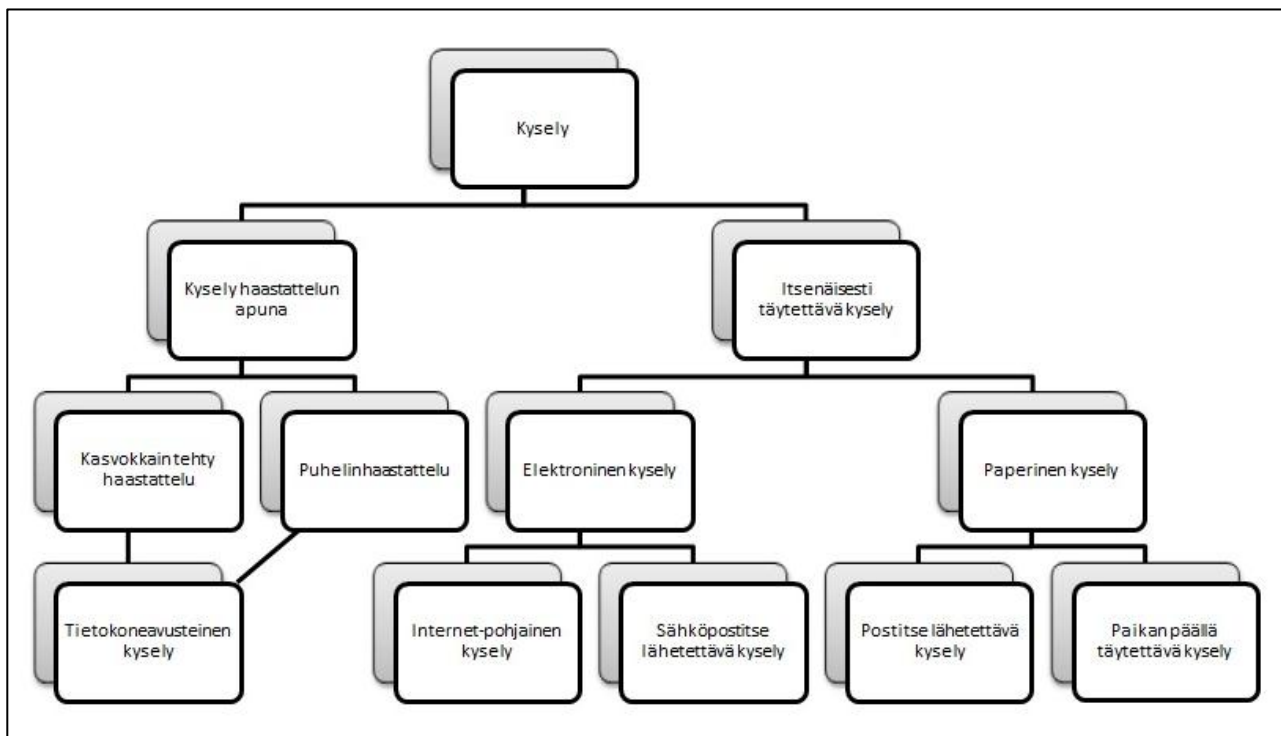 Kysely
Kysely haastattelun
apuna
Itsenäisesti
täytettävä kysely
Kasvokkain tehty
haastattelu
Puhelinhaastattelu
Elektroninen kysely
Paperinen kysely
Tietokoneavusteinen
kysely
Internet-pohjainen
kysely
Sähköpostitse
lähetettävä kysely
Postitse lähetettävä
kysely
Paikan päällä
täytettävä kysely